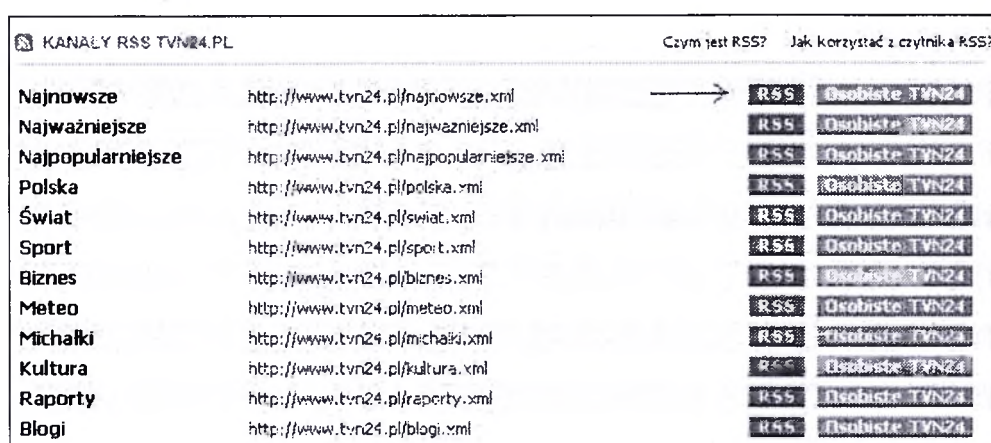 KANAŁY RSS TVN24.PL Czym jest RSS? Jak korzystać z czytnika RSS?
Najnowsze http://www.tvn24.pl/najnowsze.xml RSS Osobiste TVN24
Najważniejsze http://www.tvn24.pl/najwazniejsze.xml RSS Osobiste TVN24
Najpopularniejsze http://www.tvn24.pl/najpopularniejsze.xml RSS Osobiste TVN24
Polska http://www.tvn24.pl/polska.xml RSS Osobiste TVN24
Świat http://www.tvn24.pl/swiat.xml RSS Osobiste TVN24
Sport http://www.tvn24.pl/sport.xml RSS Osobiste TVN24
Biznes http://www.tvn24.pl/biznes.xml RSS Osobiste TVN24
Meteo http://www.tvn24.pl/meteo.xml RSS Osobiste TVN24
Michałki http://www.tvn24.pl/michalki.xml RSS Osobiste TVN24
Kultura http://www.tvn24.pl/kultura.xml RSS Osobiste TVN24
Raporty http://www.tvn24.pl/raporty.xml RSS Osobiste TVN24
Blogi http://www.tvn24.pl/blogi.xml RSS Osobiste TVN24